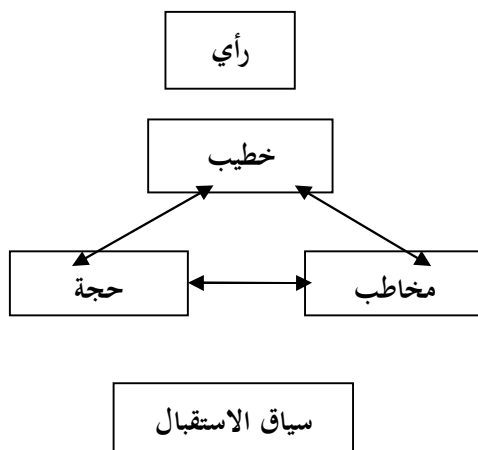 رأي
خطيب
حجة
مخاطب
سياق الاستقبال